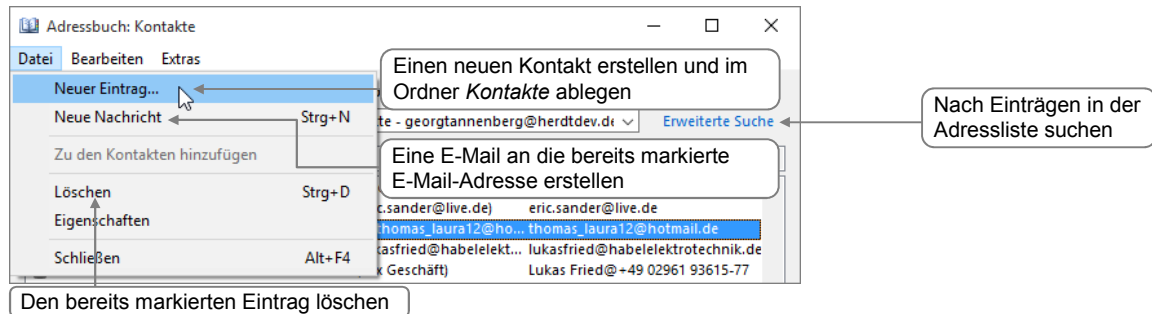 Adressbuch: Kontakte
Datei Bearbeiten Extras
Einen neuen Kontakt erstellen und im
Ordner Kontakte ablegen
Neuer Eintrag...
Neue Nachricht Strg+N
te - georgtannenberg@herdtdev.de Erweiterte Suche
Nach Einträgen in der
Adressliste suchen
Zu den Kontakten hinzufügen
Eine E-Mail an die bereits markierte
E-Mail-Adresse erstellen
Löschen Strg+D
c.sander@live.de) eric.sander@live.de
Eigenschaften
thomas_laura12@ho... thomas_laura12@hotmail.de
kasfried@habelelekt... lukasfried@habelelektrotechnik.de
Schließen Alt+F4
x Geschäft) Lukas Fried@+49 02961 93615-77
Den bereits markierten Eintrag löschen